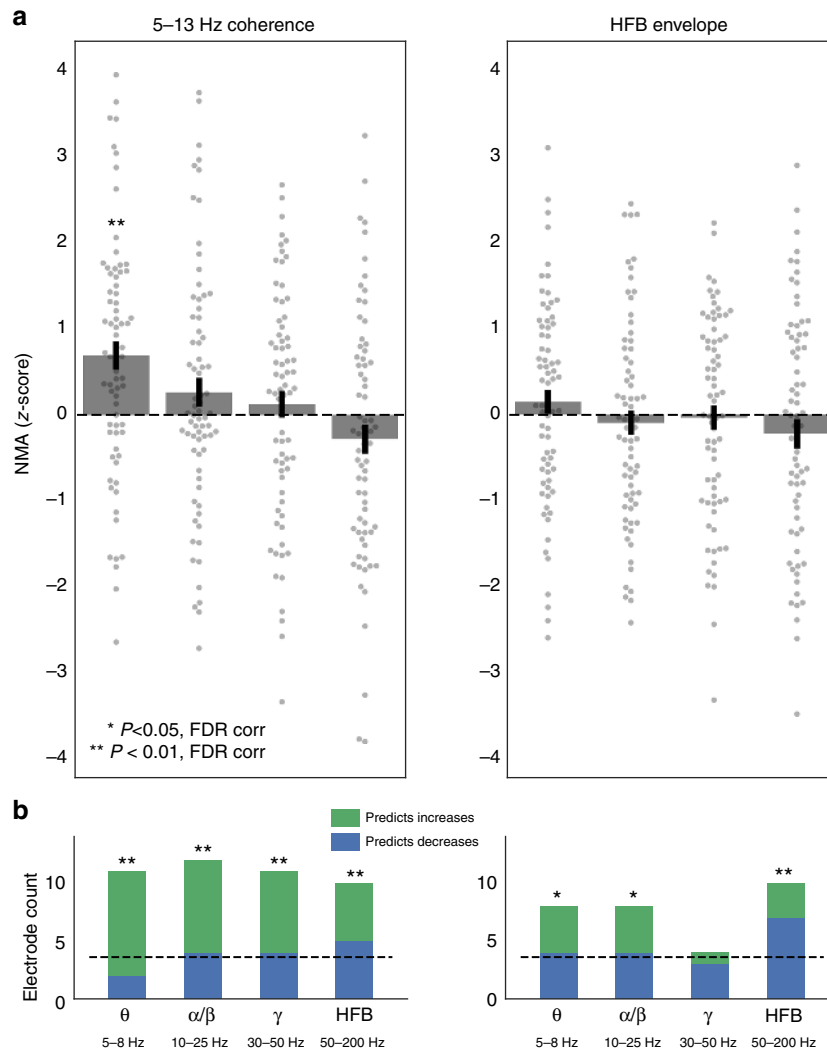 a
5–13 Hz coherence
HFB envelope
NMA (z-score)
4
3
2
1
0
–1
–2
–3
–4
**
* P<0.05, FDR corr
** P < 0.01, FDR corr
4
3
2
1
0
–1
–2
–3
–4
b
Predicts increases
Predicts decreases
Electrode count
10
5
0
** ** ** **
θ α/β γ HFB
5–8 Hz 10–25 Hz 30–50 Hz 50–200 Hz
10
5
0
* * **
θ α/β γ HFB
5–8 Hz 10–25 Hz 30–50 Hz 50–200 Hz